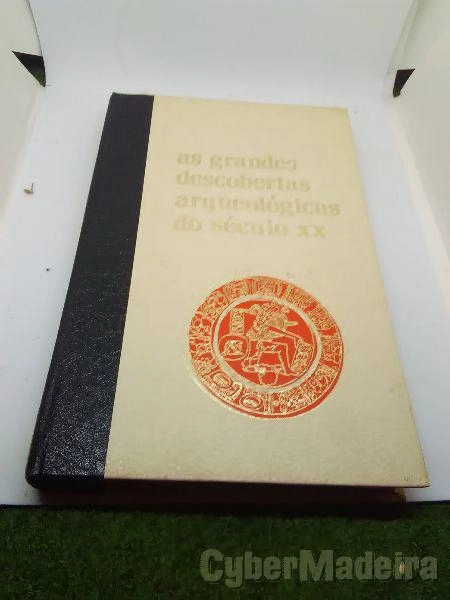 as grandes
descobertas
arqueológicas
do século xx
CyberMadeira